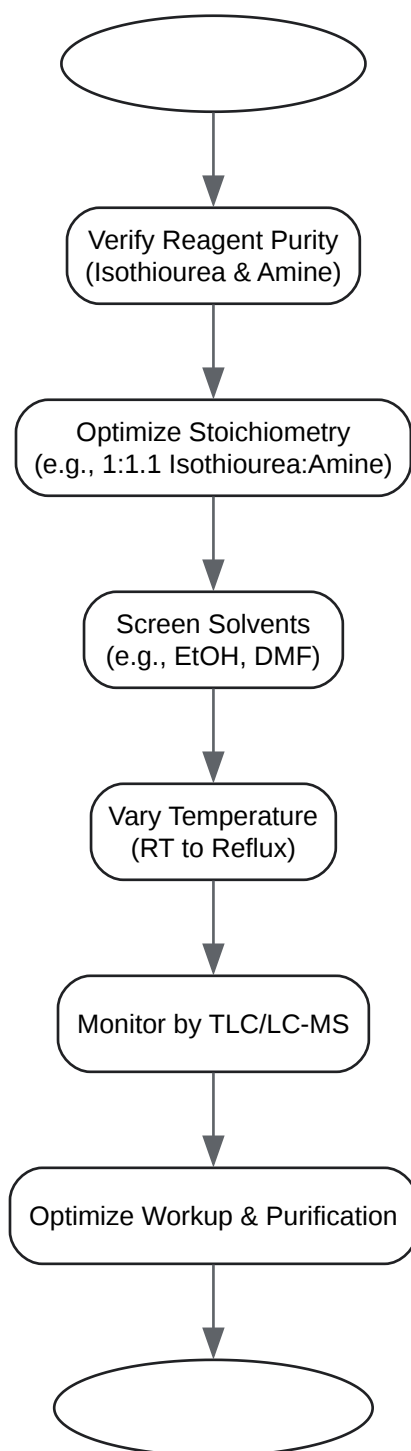 Verify Reagent Purity
(Isothiourea & Amine)
Optimize Stoichiometry
(e.g., 1:1.1 Isothiourea:Amine)
Screen Solvents
(e.g., EtOH, DMF)
Vary Temperature
(RT to Reflux)
Monitor by TLC/LC-MS
Optimize Workup & Purification